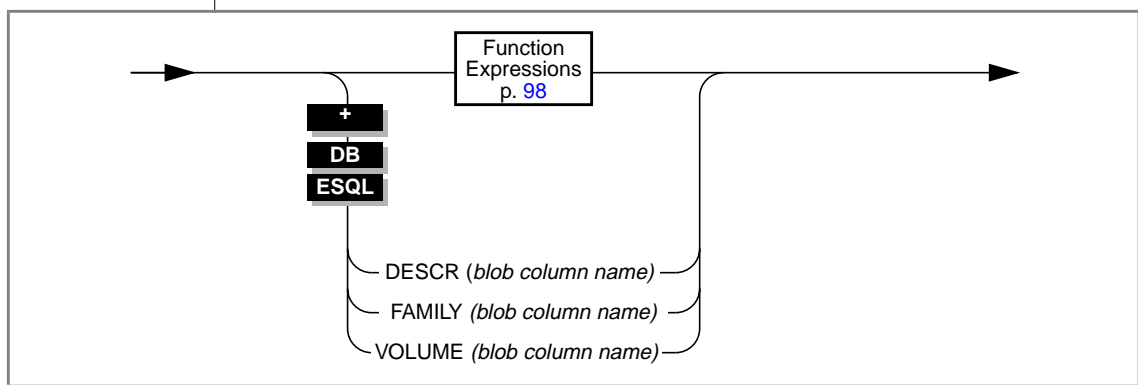 Function
Expressions
p. 98
+
DB
ESQL
DESCR (blob column name)
FAMILY (blob column name)
VOLUME (blob column name)